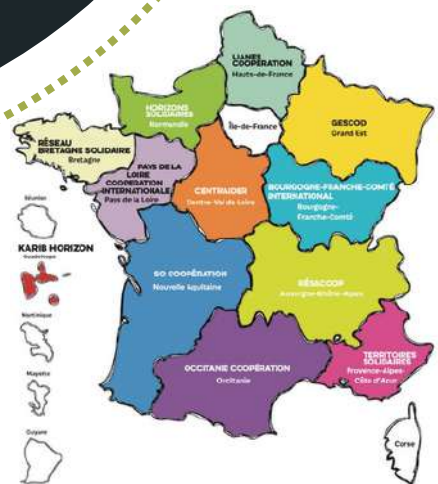 LIANES
COOPÉRATION
Hauts-de-France
HORIZONS
SOLIDAIRES
Normandie
Île-de-France
GESCOD
Grand Est
RÉSEAU
BRETAGNE SOLIDAIRE
Bretagne
PAYS DE LA
LOIRE
COOPÉRATION
INTERNATIONALE
Pays de la Loire
CENTRAIDER
Centre-Val de Loire
BOURGOGNE-FRANCHE-COMTÉ
INTERNATIONAL
Bourgogne-
Franche-Comté
Réunion
KARIB HORIZON
Guadeloupe
Martinique
Mayotte
Guyane
SO COOPÉRATION
Nouvelle Aquitaine
RÉSACOOP
Auvergne-Rhône-Alpes
OCCITANIE COOPÉRATION
Occitanie
TERRITOIRES
SOLIDAIRES
Provence-Alpes-
Côte d'Azur
Corse